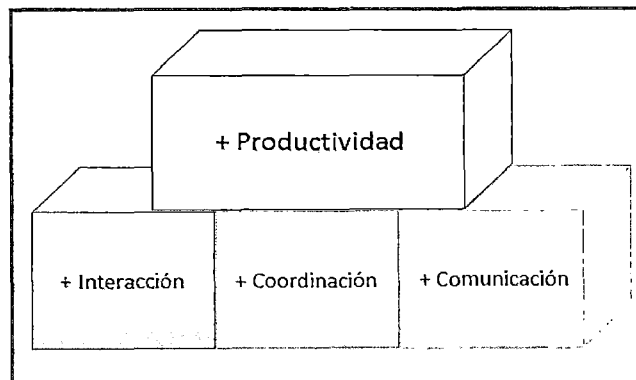 + Productividad
+ Interacción
+ Coordinación
+ Comunicación